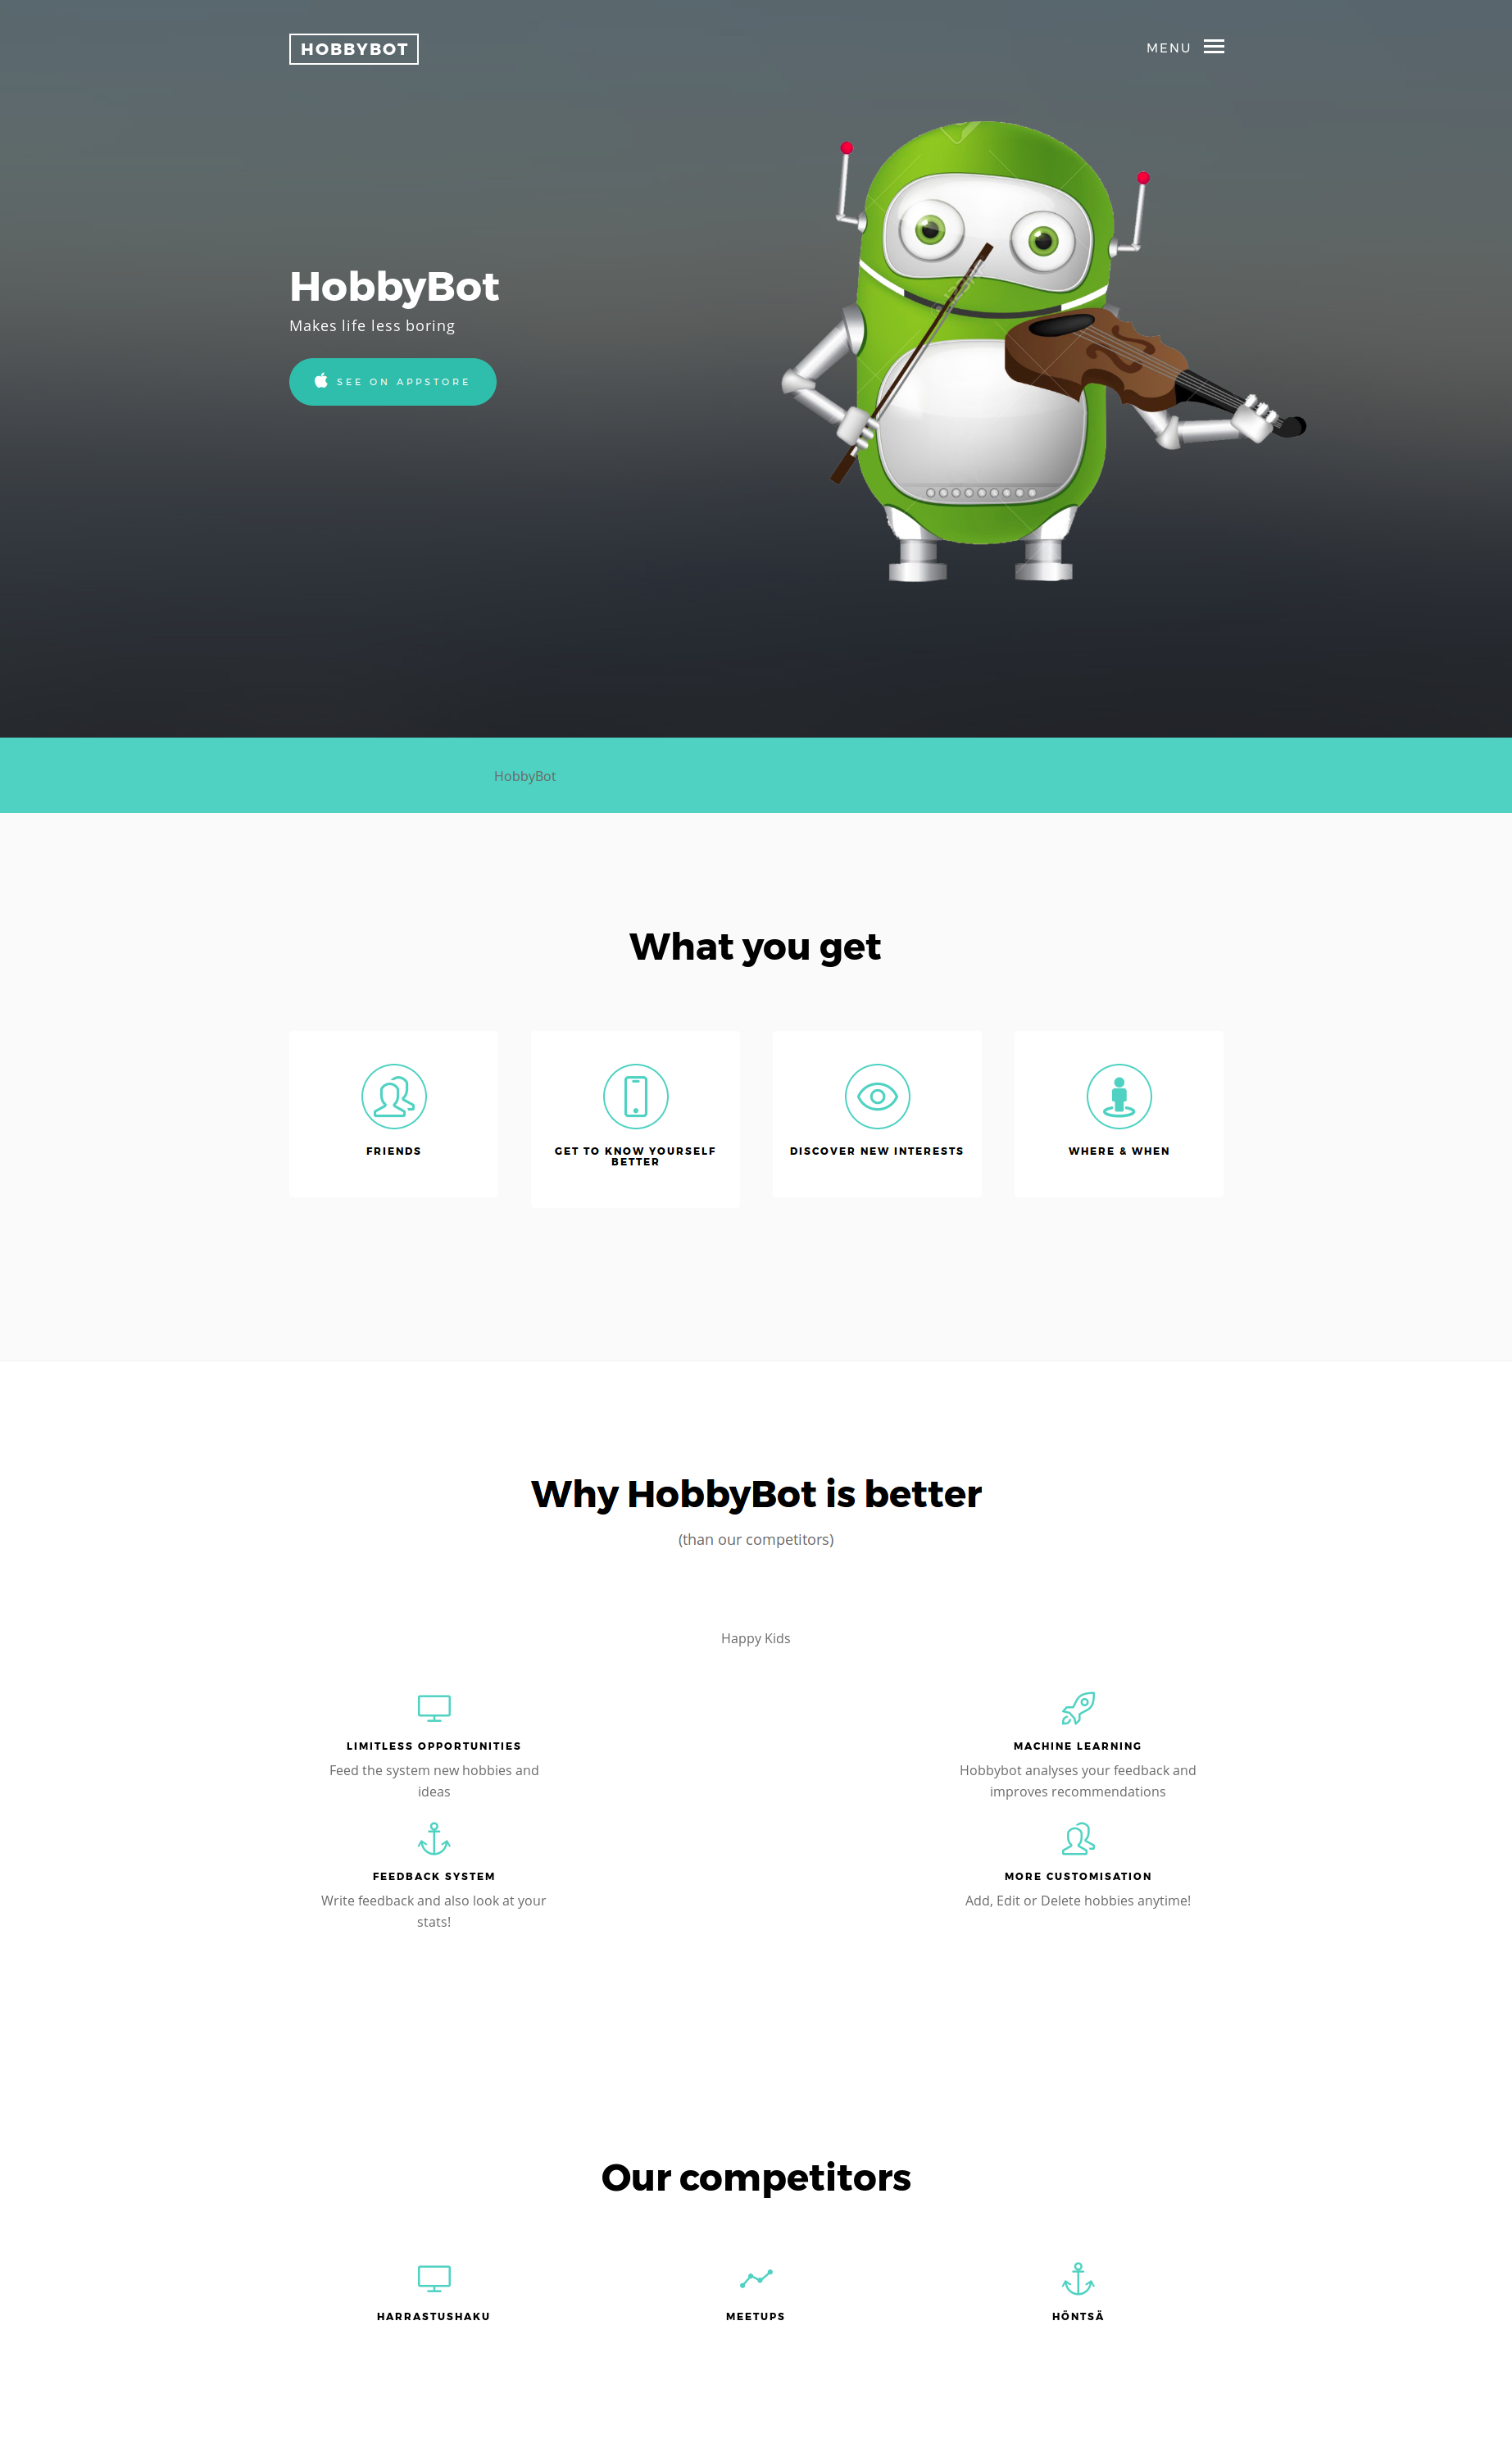 HOBBYBOT
MENU
HobbyBot
Makes life less boring
SEE ON APPSTORE
HobbyBot
What you get
FRIENDS
GET TO KNOW YOURSELF
BETTER
DISCOVER NEW INTERESTS
WHERE & WHEN
Why HobbyBot is better
(than our competitors)
Happy Kids
LIMITLESS OPPORTUNITIES
Feed the system new hobbies and
ideas
MACHINE LEARNING
Hobbybot analyses your feedback and
improves recommendations
FEEDBACK SYSTEM
Write feedback and also look at your
stats!
MORE CUSTOMISATION
Add, Edit or Delete hobbies anytime!
Our competitors
HARRASTUSHAKU
MEETUPS
HÖNTSÄ